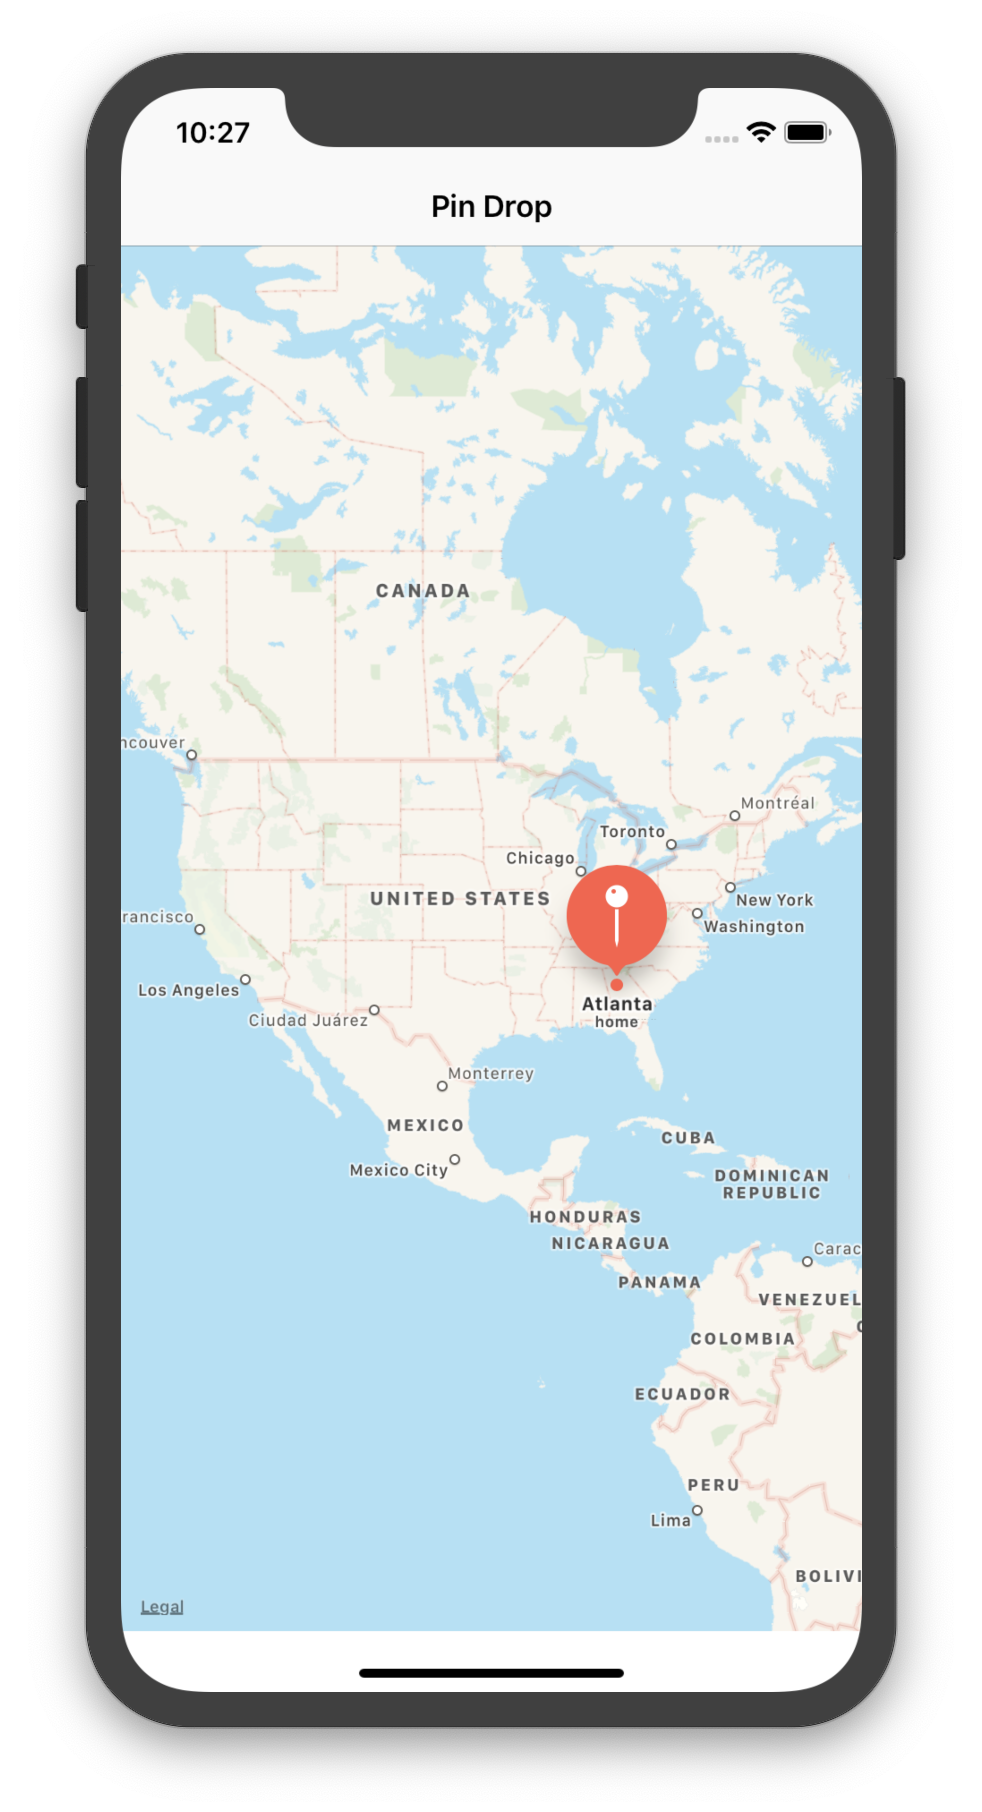 10:27
Pin Drop
CANADA
ncouver
Montréal
Toronto
Chicago
UNITED STATES
New York
rancisco
Washington
Los Angeles
Atlanta
home
Ciudad Juárez
Monterrey
MEXICO
CUBA
Mexico City
DOMINICAN
REPUBLIC
HONDURAS
NICARAGUA
Carac
PANAMA
VENEZUEL
COLOMBIA
ECUADOR
PERU
Lima
BOLIVI
Legal